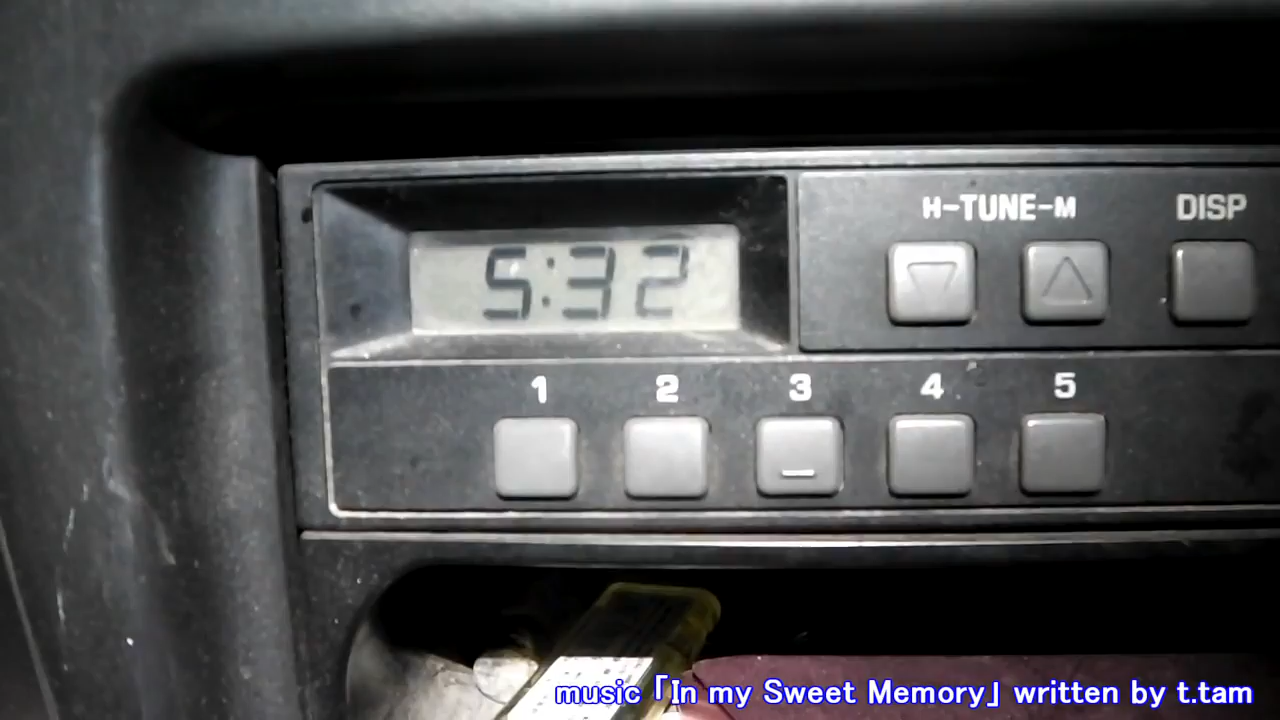 H-TUNE-M DISP
5:32
1 2 3 4 5
music「In my Sweet Memory」written by t.tam